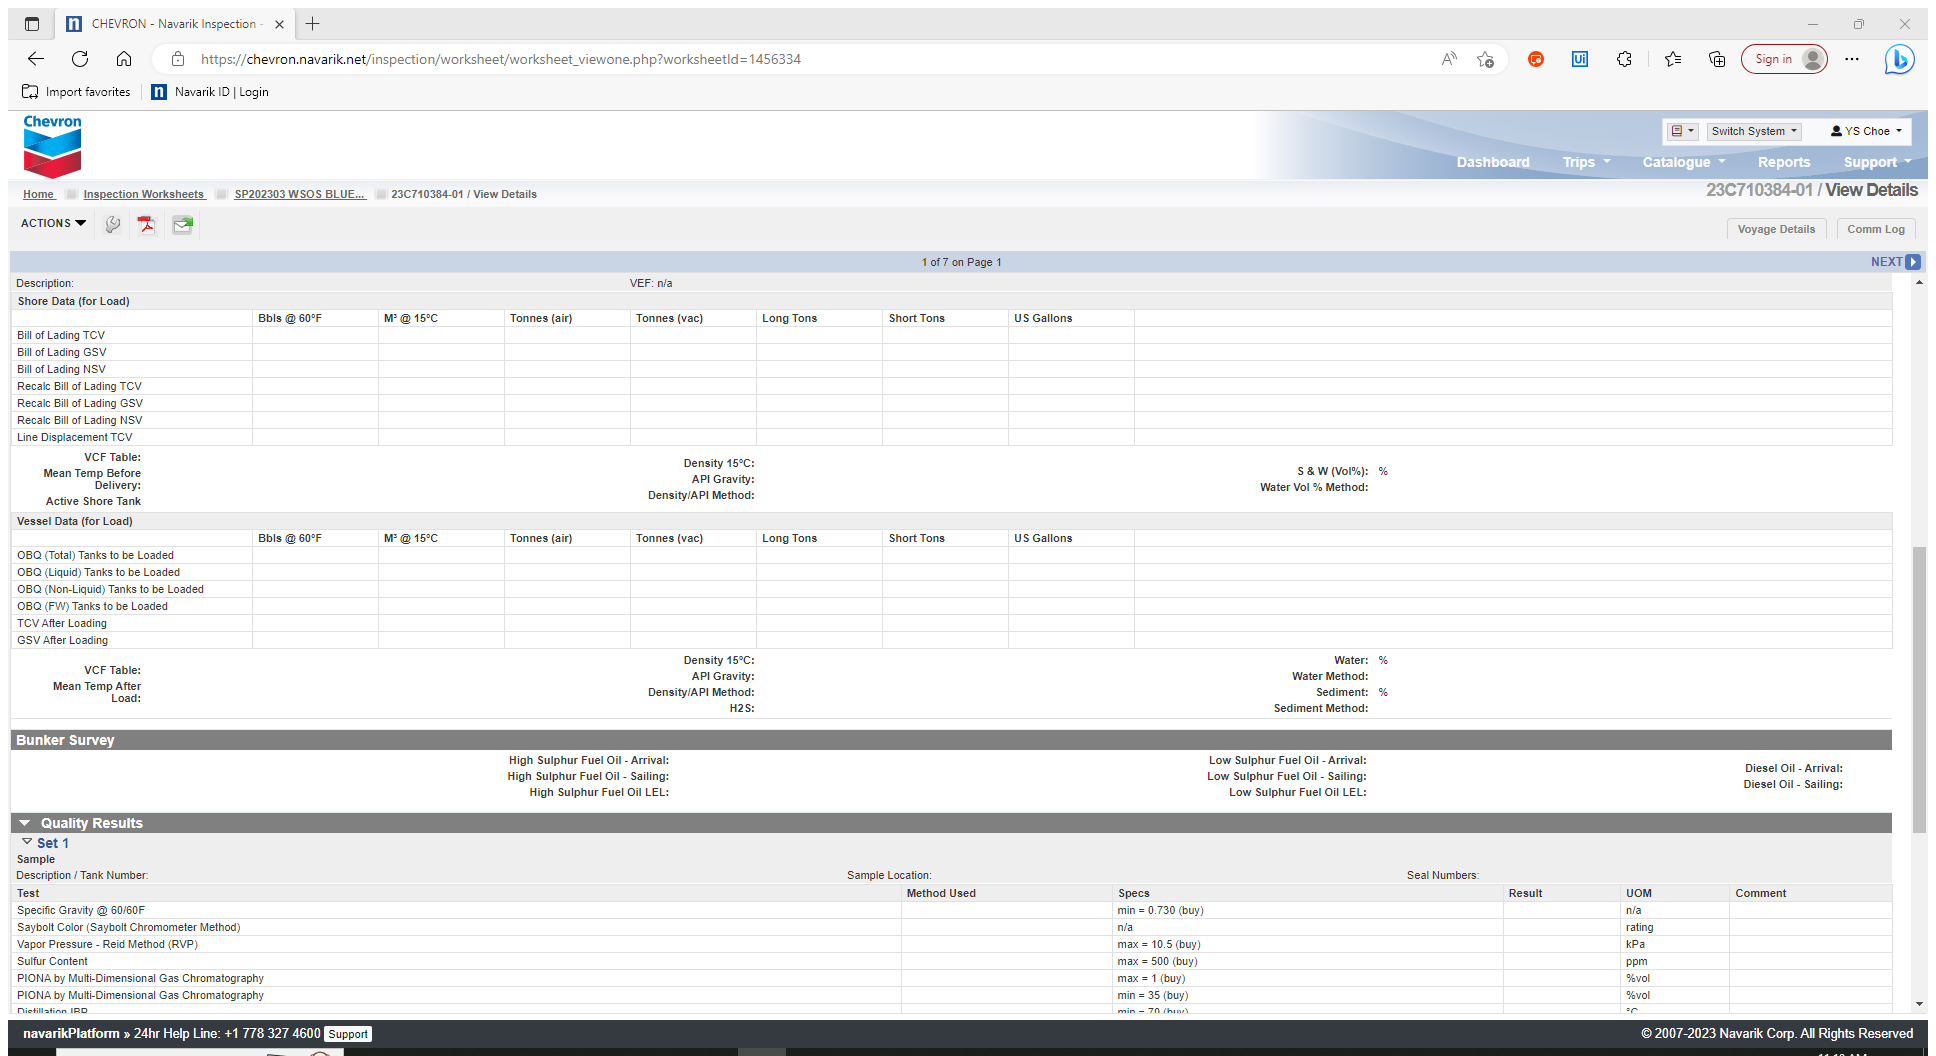 CHEVRON - Navarik Inspection -
https://chevron.navarik.net/inspection/worksheet/worksheet_viewone.php?worksheetId=1456334
Sign in
Import favorites
Navarik ID | Login
Chevron
Switch System
YS Choe
Dashboard Trips Catalogue Reports Support
Home Inspection Worksheets SP202303 WSOS BLUE... 23C710384-01 / View Details
23C710384-01 / View Details
ACTIONS
Voyage Details Comm Log
1 of 7 on Page 1
NEXT
Description: VEF: n/a
Shore Data (for Load)
Bbls @ 60°F M³ @ 15°C Tonnes (air) Tonnes (vac) Long Tons Short Tons US Gallons
Bill of Lading TCV
Bill of Lading GSV
Bill of Lading NSV
Recalc Bill of Lading TCV
Recalc Bill of Lading GSV
Recalc Bill of Lading NSV
Line Displacement TCV
VCF Table:
Mean Temp Before
Delivery:
Active Shore Tank
Density 15°C:
API Gravity:
Density/API Method:
S & W (Vol%): %
Water Vol % Method:
Vessel Data (for Load)
Bbls @ 60°F M³ @ 15°C Tonnes (air) Tonnes (vac) Long Tons Short Tons US Gallons
OBQ (Total) Tanks to be Loaded
OBQ (Liquid) Tanks to be Loaded
OBQ (Non-Liquid) Tanks to be Loaded
OBQ (FW) Tanks to be Loaded
TCV After Loading
GSV After Loading
VCF Table:
Mean Temp After
Load:
Density 15°C:
API Gravity:
Density/API Method:
H2S:
Water: %
Water Method:
Sediment: %
Sediment Method:
Bunker Survey
High Sulphur Fuel Oil - Arrival:
High Sulphur Fuel Oil - Sailing:
High Sulphur Fuel Oil LEL:
Low Sulphur Fuel Oil - Arrival:
Low Sulphur Fuel Oil - Sailing:
Low Sulphur Fuel Oil LEL:
Diesel Oil - Arrival:
Diesel Oil - Sailing:
Quality Results
Set 1
Sample
Description / Tank Number: Sample Location: Seal Numbers:
Test Method Used Specs Result UOM Comment
Specific Gravity @ 60/60F min = 0.730 (buy) n/a
Saybolt Color (Saybolt Chromometer Method) n/a rating
Vapor Pressure - Reid Method (RVP) max = 10.5 (buy) kPa
Sulfur Content max = 500 (buy) ppm
PIONA by Multi-Dimensional Gas Chromatography max = 1 (buy) %vol
PIONA by Multi-Dimensional Gas Chromatography min = 35 (buy) %vol
Distillation IBP min = 70 (buy) °C
navarikPlatform » 24hr Help Line: +1 778 327 4600 Support
© 2007-2023 Navarik Corp. All Rights Reserved